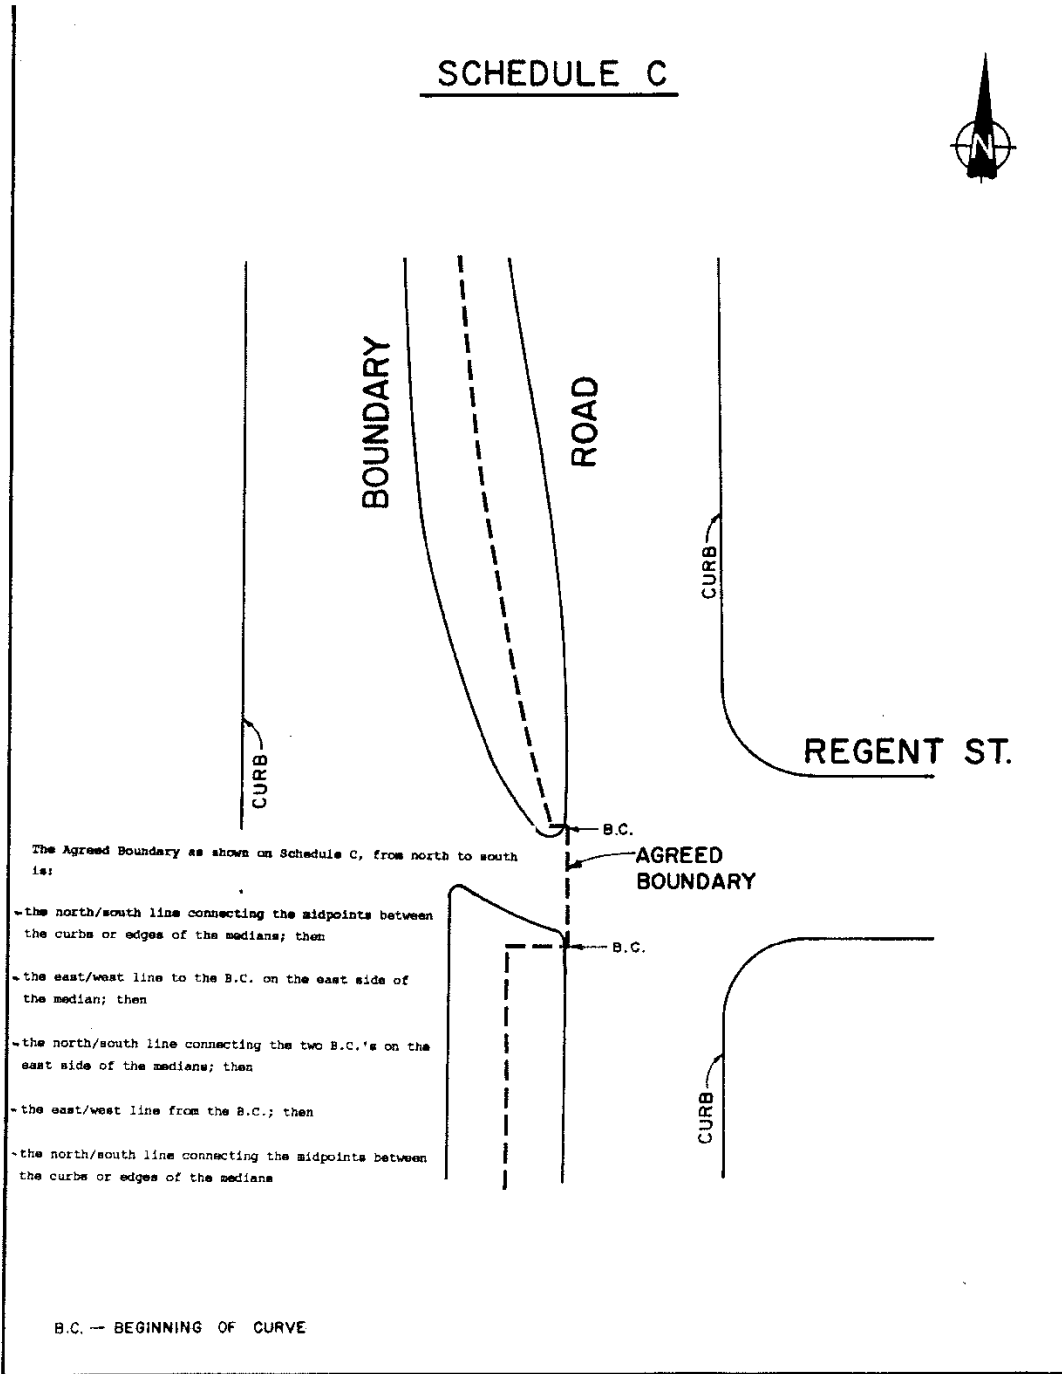 SCHEDULE C
N
BOUNDARY
ROAD
CURB
CURB
REGENT ST.
B.C.
AGREED
BOUNDARY
The Agreed Boundary as shown on Schedule C, from north to south
is:
-the north/south line connecting the midpoints between
the curbs or edges of the medians; then
B.C.
-the east/west line to the B.C. on the east side of
the median; then
-the north/south line connecting the two B.C.'s on the
east side of the medians; then
CURB
-the east/west line from the B.C.; then
-the north/south line connecting the midpoints between
the curbs or edges of the medians
B.C. — BEGINNING OF CURVE